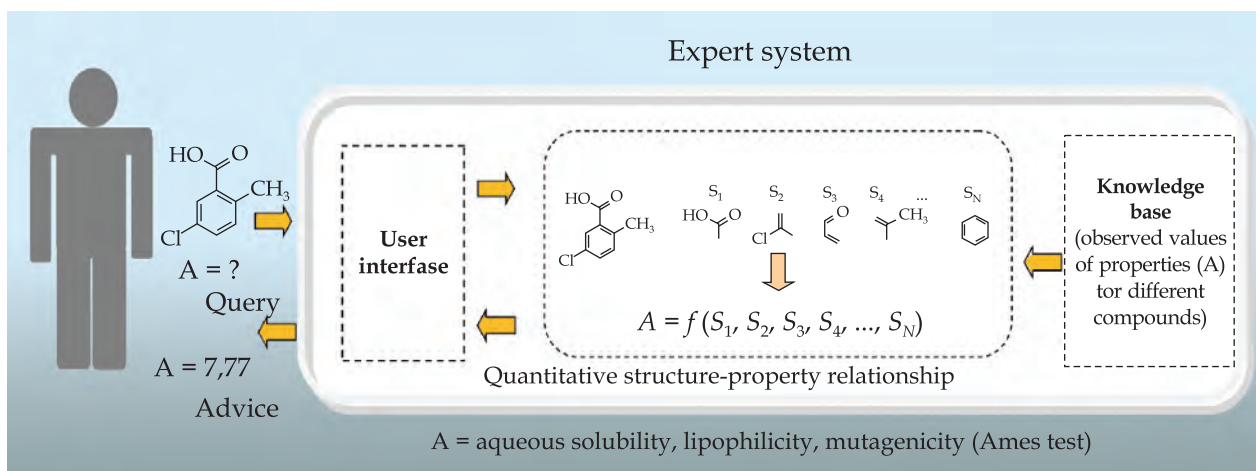 Expert system
HO
O
CH3
Cl
A = ?
Query
A = 7,77
Advice
User
interfase
HO
O
CH3
Cl
S1
S2
S3
S4
...
SN
HO
O
Cl
O
CH3
A = f (S1, S2, S3, S4, ..., SN)
Quantitative structure-property relationship
Knowledge
base
(observed values
of properties (A)
tor different
compounds)
A = aqueous solubility, lipophilicity, mutagenicity (Ames test)